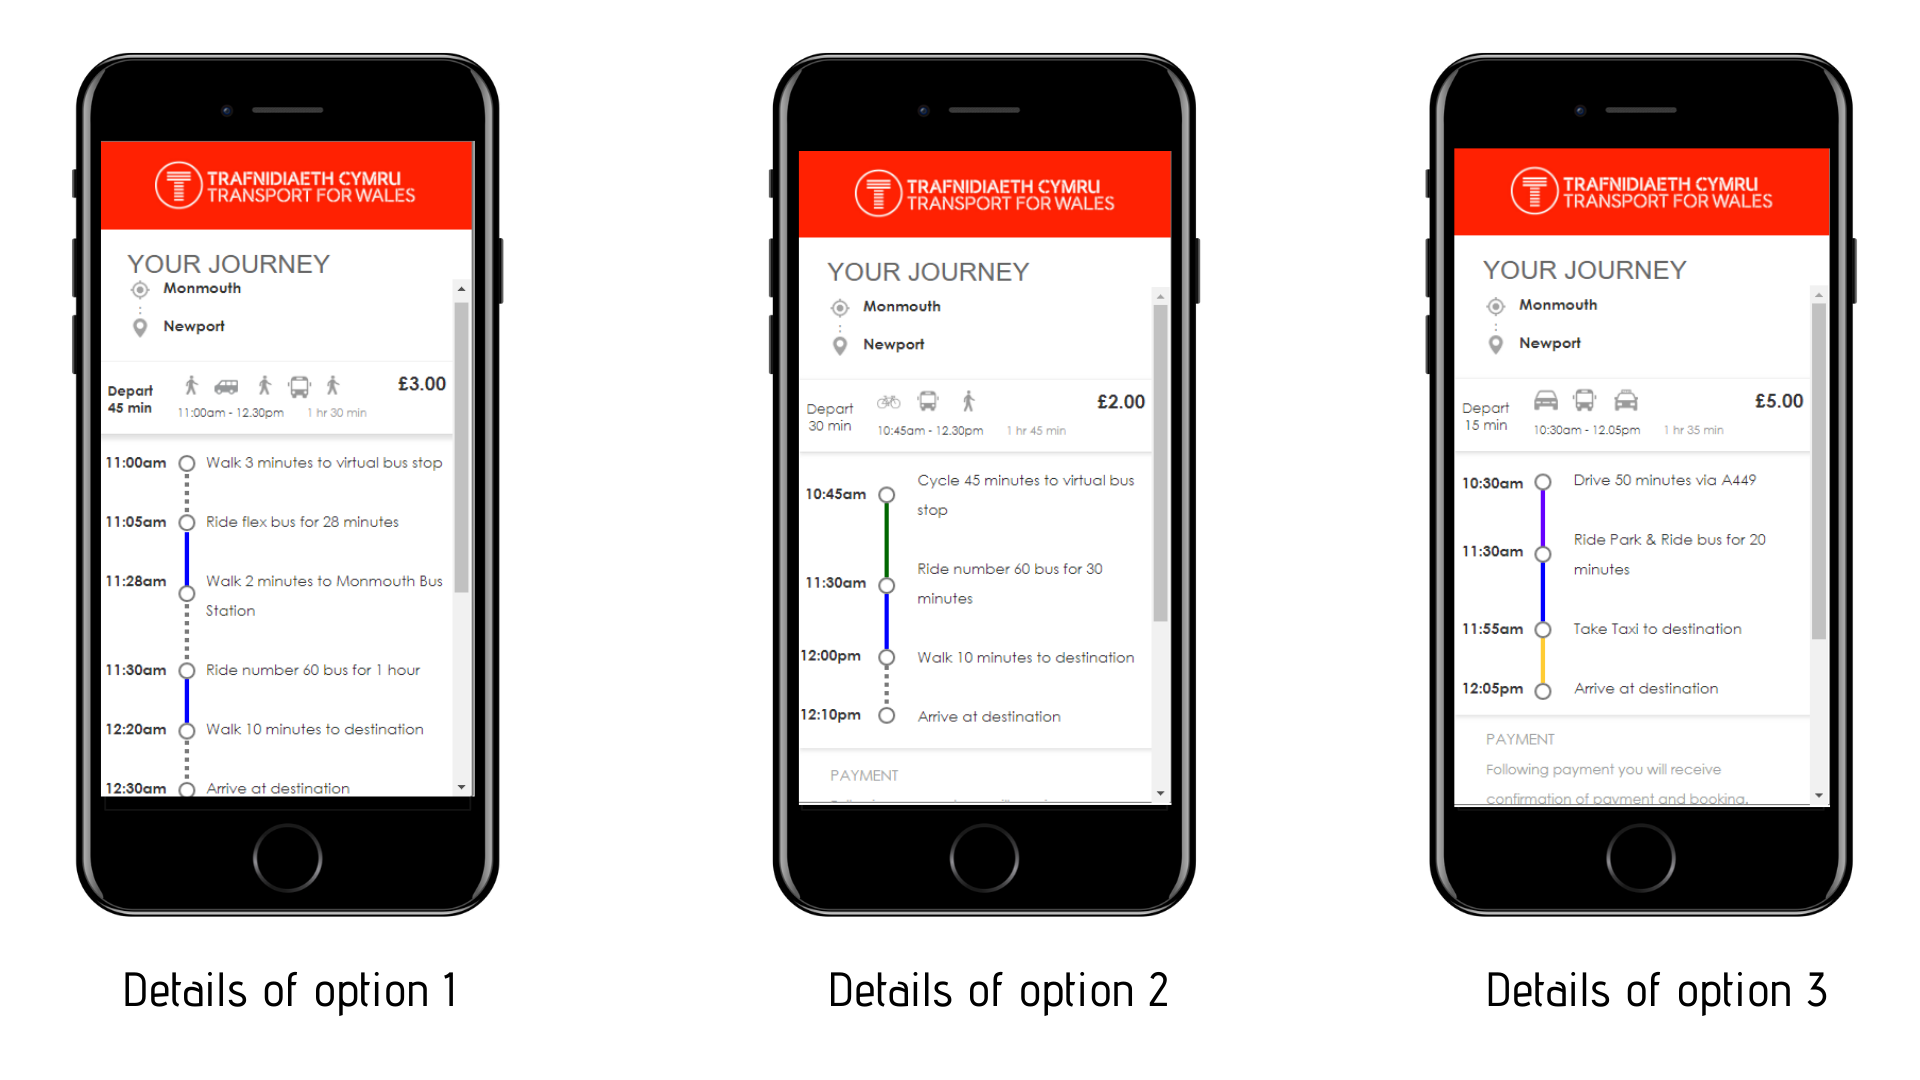 TRAFNIDIAETH CYMRU
TRANSPORT FOR WALES
YOUR JOURNEY
Monmouth
Newport
Depart
45 min
£3.00
11:00am - 12.30pm 1 hr 30 min
11:00am Walk 3 minutes to virtual bus stop
11:05am Ride flex bus for 28 minutes
11:28am Walk 2 minutes to Monmouth Bus
Station
11:30am Ride number 60 bus for 1 hour
12:20am Walk 10 minutes to destination
12:30am Arrive at destination
Details of option 1
TRAFNIDIAETH CYMRU
TRANSPORT FOR WALES
YOUR JOURNEY
Monmouth
Newport
Depart
30 min
£2.00
10:45am - 12.30pm 1 hr 45 min
10:45am Cycle 45 minutes to virtual bus
stop
11:30am Ride number 60 bus for 30
minutes
12:00pm Walk 10 minutes to destination
12:10pm Arrive at destination
PAYMENT
Details of option 2
TRAFNIDIAETH CYMRU
TRANSPORT FOR WALES
YOUR JOURNEY
Monmouth
Newport
Depart
15 min
£5.00
10:30am - 12.05pm 1 hr 35 min
10:30am Drive 50 minutes via A449
11:30am Ride Park & Ride bus for 20
minutes
11:55am Take Taxi to destination
12:05pm Arrive at destination
PAYMENT
Following payment you will receive
confirmation of payment and booking.
Details of option 3